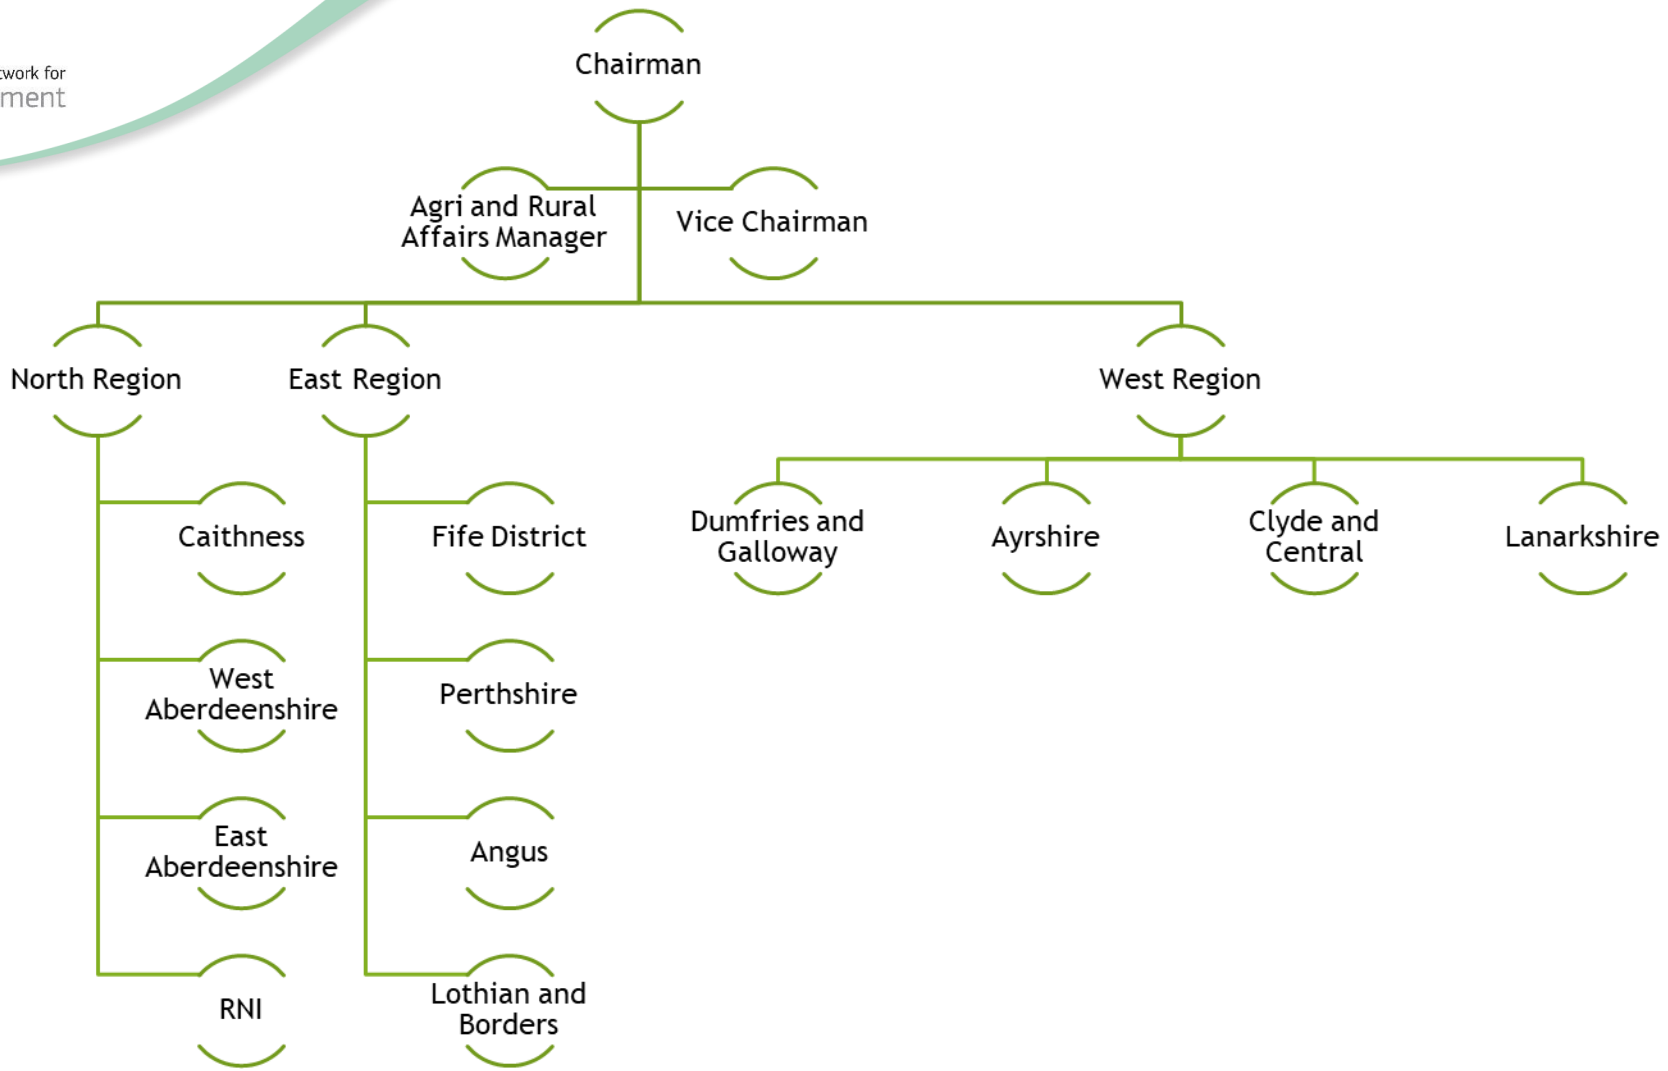 Chairman
work for
ment
Agri and Rural
Affairs Manager
Vice Chairman
North Region
East Region
West Region
Caithness
Fife District
Dumfries and
Galloway
Ayrshire
Clyde and
Central
Lanarkshire
West
Aberdeenshire
Perthshire
East
Aberdeenshire
Angus
RNI
Lothian and
Borders